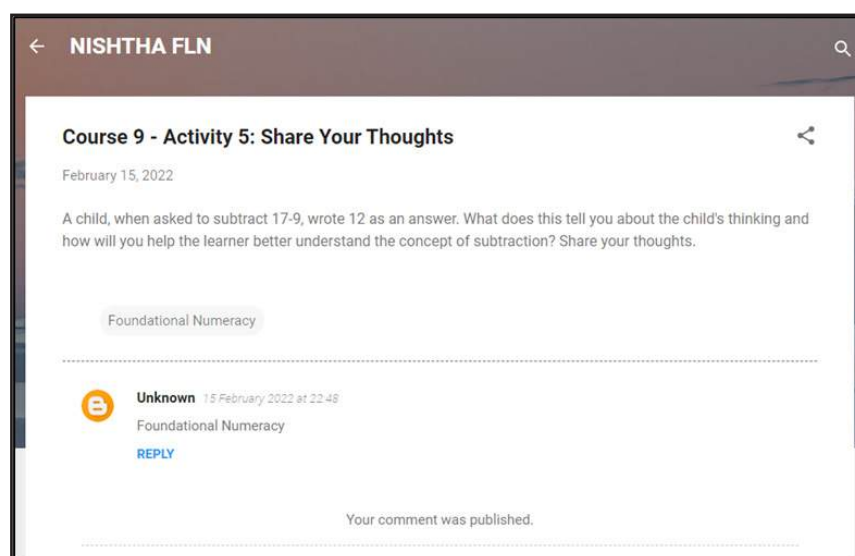 NISHTHA FLN
Course 9 - Activity 5: Share Your Thoughts
February 15, 2022
A child, when asked to subtract 17-9, wrote 12 as an answer. What does this tell you about the child's thinking and
how will you help the learner better understand the concept of subtraction? Share your thoughts.
Foundational Numeracy
Unknown 15 February 2022 at 22:48
Foundational Numeracy
REPLY
Your comment was published.